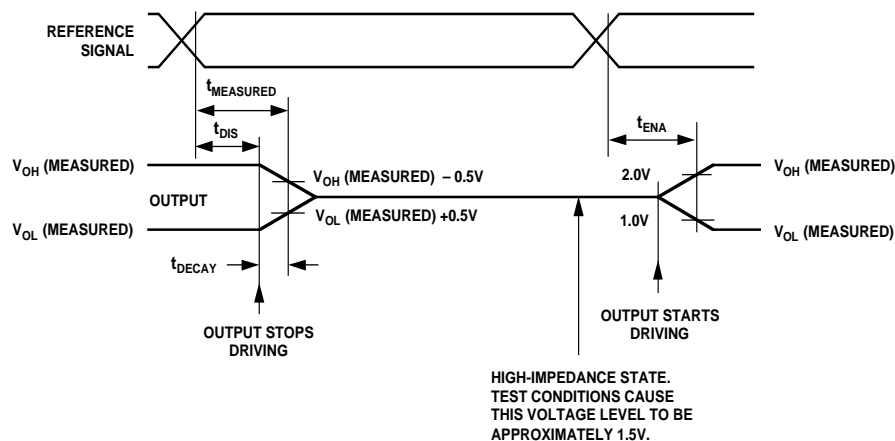 REFERENCE
SIGNAL
tMEASURED
tDIS
tENA
VOH (MEASURED)
VOH (MEASURED) – 0.5V
2.0V
VOH (MEASURED)
OUTPUT
VOL (MEASURED) +0.5V
1.0V
VOL (MEASURED)
VOL (MEASURED)
tDECAY
OUTPUT STOPS
DRIVING
OUTPUT STARTS
DRIVING
HIGH-IMPEDANCE STATE.
TEST CONDITIONS CAUSE
THIS VOLTAGE LEVEL TO BE
APPROXIMATELY 1.5V.